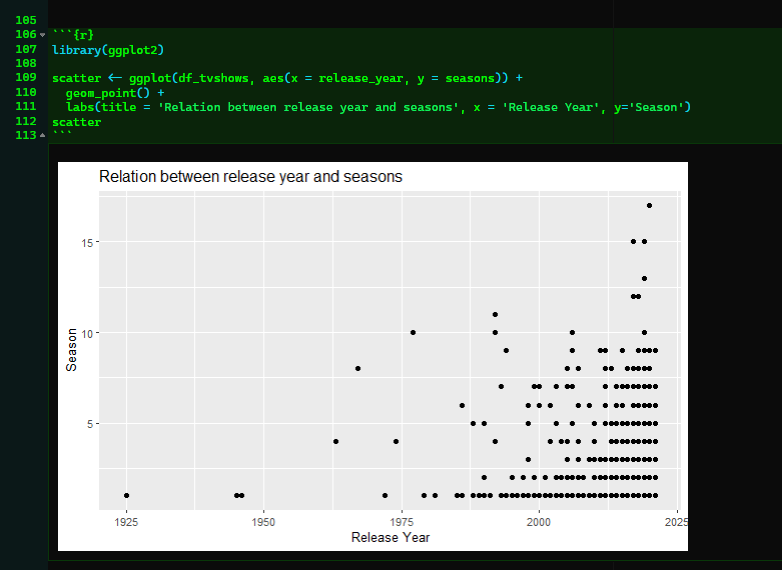 105
106 ```{r}
107 library(ggplot2)
108
109 scatter <- ggplot(df_tvshows, aes(x = release_year, y = seasons)) +
110   geom_point() +
111   labs(title = 'Relation between release year and seasons', x = 'Release Year', y='Season')
112 scatter
113 ```
Relation between release year and seasons
15
10
5
Season
1925 1950 1975 2000 2025
Release Year